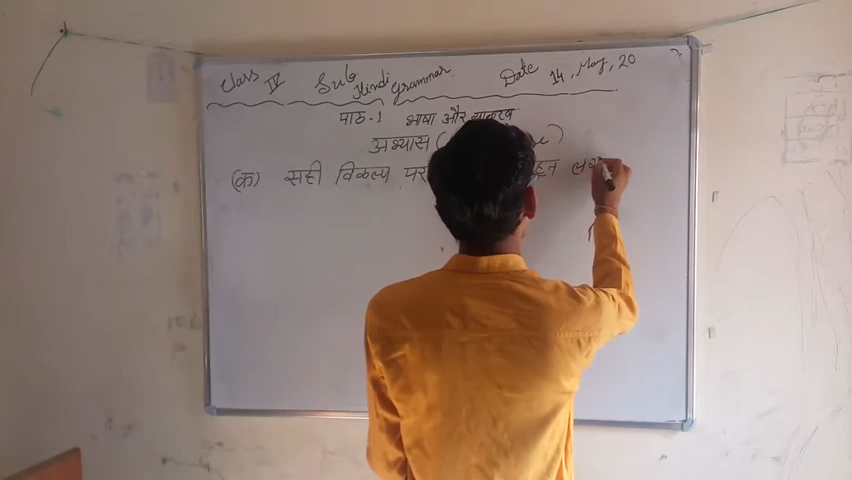 Class IV Sub Hindi Grammar. Date 14, May, 20
पाठ-1 भाषा और व्याकरण
अभ्यास (
(क) सही विकल्प पर